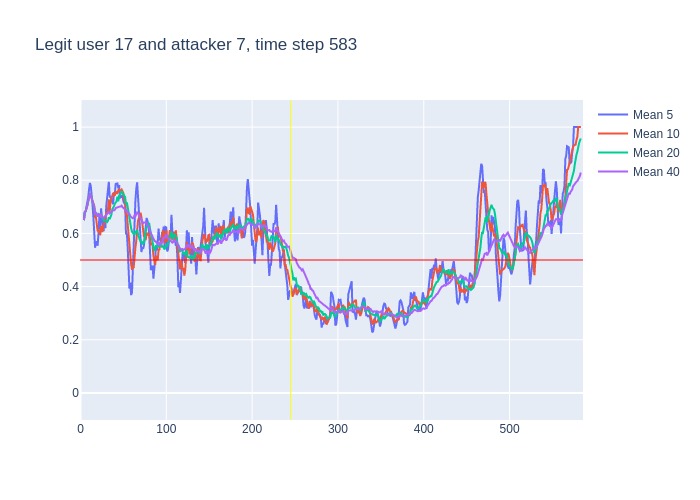 Legit user 17 and attacker 7, time step 583
Mean 5
Mean 10
Mean 20
Mean 40
1
0.8
0.6
0.4
0.2
0
0 100 200 300 400 500